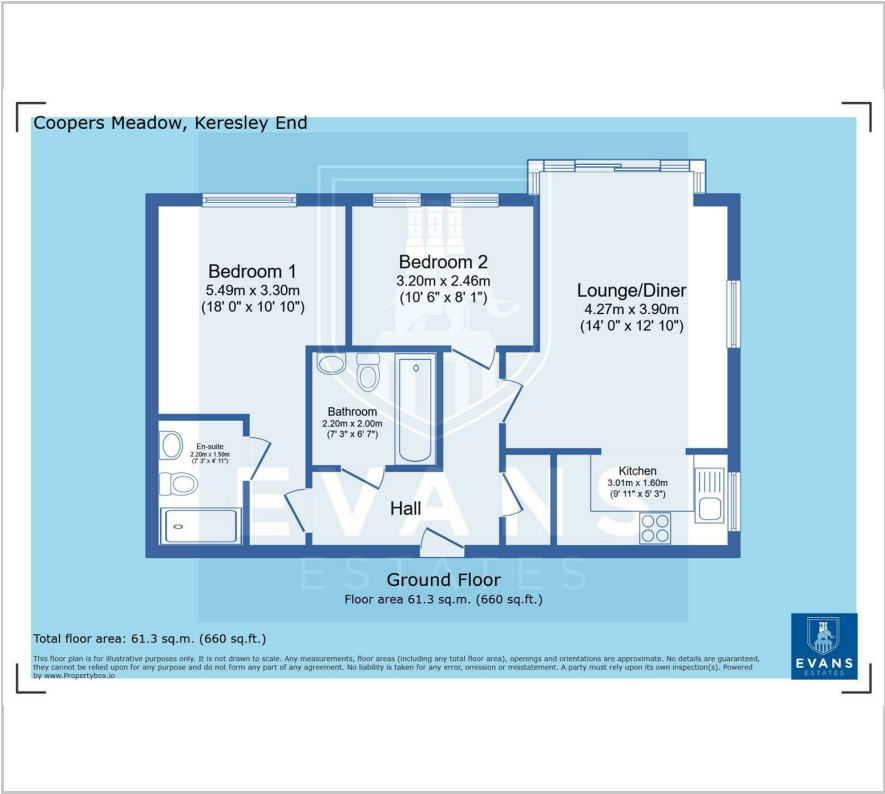 Coopers Meadow, Keresley End
Bedroom 1
5.49m x 3.30m
(18' 0" x 10' 10")
Bedroom 2
3.20m x 2.46m
(10' 6" x 8' 1")
Lounge/Diner
4.27m x 3.90m
(14' 0" x 12' 10")
Bathroom
2.20m x 2.00m
(7' 3" x 6' 7")
En-suite
2.20m x 1.50m
(7' 3" x 4' 11")
Kitchen
3.01m x 1.60m
(9' 11" x 5' 3")
Hall
EVANS
ESTATES
Ground Floor
Floor area 61.3 sq.m. (660 sq.ft.)
Total floor area: 61.3 sq.m. (660 sq.ft.)
This floor plan is for illustrative purposes only. It is not drawn to scale. Any measurements, floor areas (including any total floor area), openings and orientations are approximate. No details are guaranteed,
they cannot be relied upon for any purpose and do not form any part of any agreement. No liability is taken for any error, omission or misstatement. A party must rely upon its own inspection(s). Powered
by www.Propertybox.io
EVANS
ESTATES